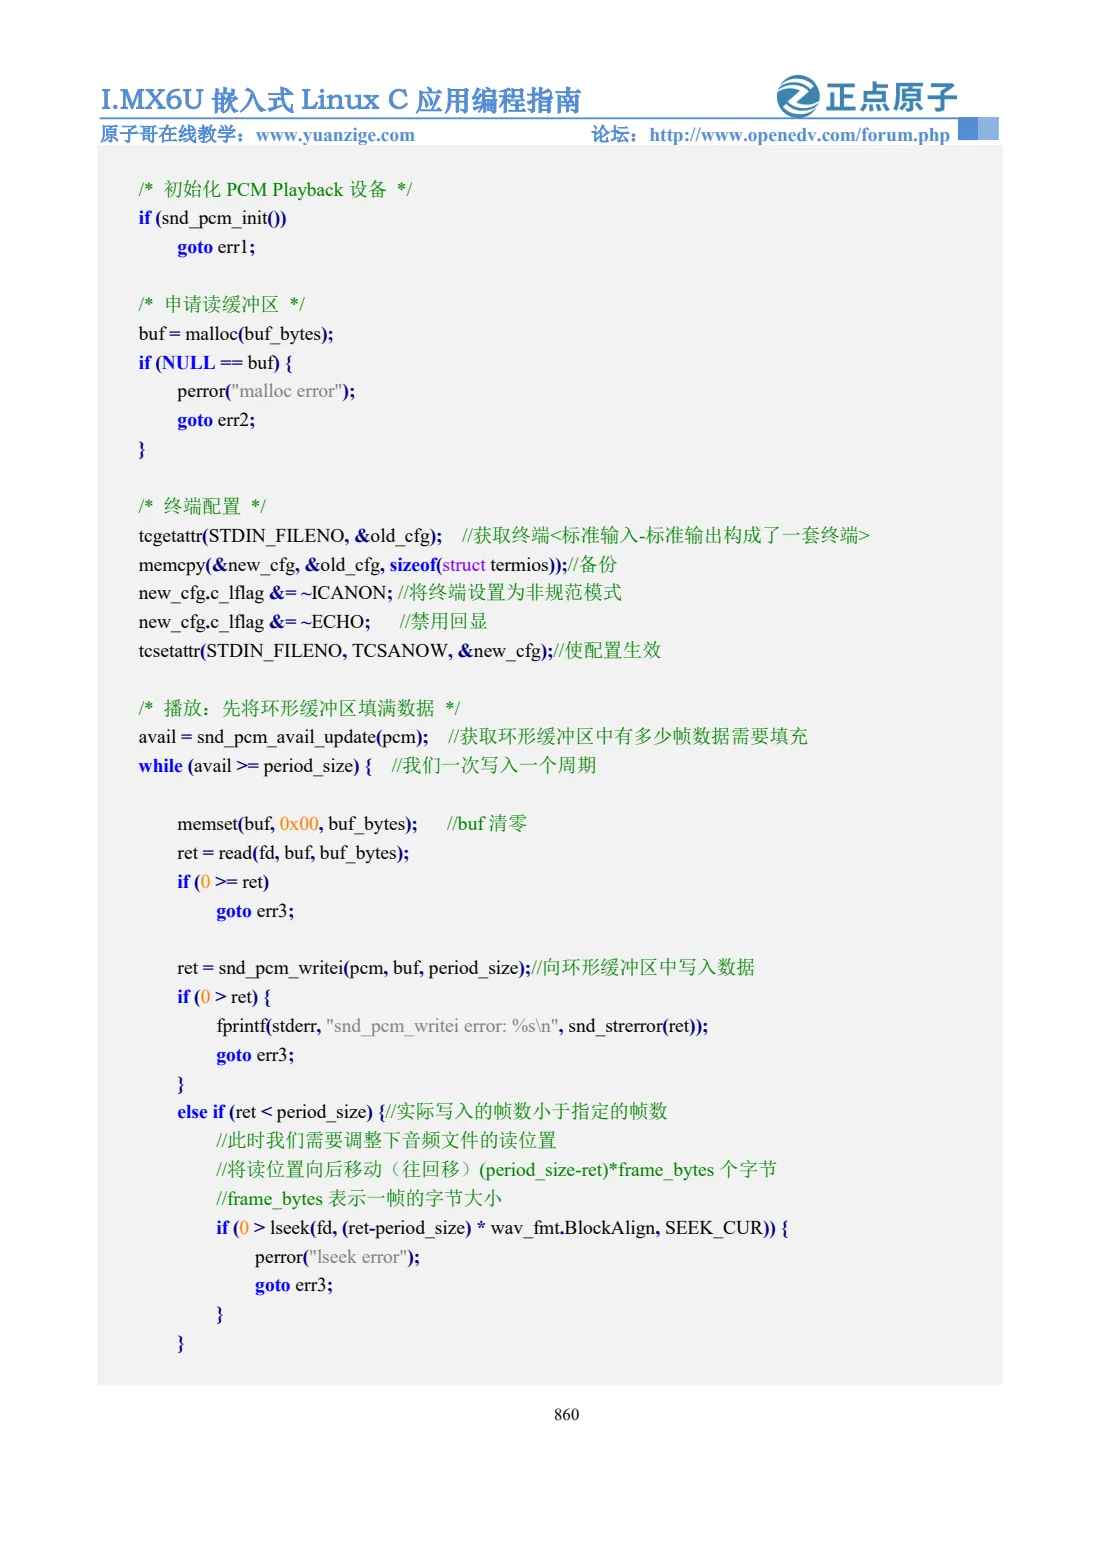 I.MX6U 嵌入式 Linux C 应用编程指南
正点原子
原子哥在线教学：www.yuanzige.com 论坛：http://www.openedv.com/forum.php
/* 初始化 PCM Playback 设备 */
if (snd_pcm_init())
goto err1;
/* 申请读缓冲区 */
buf = malloc(buf_bytes);
if (NULL == buf) {
perror("malloc error");
goto err2;
}
/* 终端配置 */
tcgetattr(STDIN_FILENO, &old_cfg); //获取终端<标准输入-标准输出构成了一套终端>
memcpy(&new_cfg, &old_cfg, sizeof(struct termios));//备份
new_cfg.c_lflag &= ~ICANON; //将终端设置为非规范模式
new_cfg.c_lflag &= ~ECHO; //禁用回显
tcsetattr(STDIN_FILENO, TCSANOW, &new_cfg);//使配置生效
/* 播放：先将环形缓冲区填满数据 */
avail = snd_pcm_avail_update(pcm); //获取环形缓冲区中有多少帧数据需要填充
while (avail >= period_size) { //我们一次写入一个周期
memset(buf, 0x00, buf_bytes); //buf 清零
ret = read(fd, buf, buf_bytes);
if (0 >= ret)
goto err3;
ret = snd_pcm_writei(pcm, buf, period_size);//向环形缓冲区中写入数据
if (0 > ret) {
fprintf(stderr, "snd_pcm_writei error: %s\n", snd_strerror(ret));
goto err3;
}
else if (ret < period_size) {//实际写入的帧数小于指定的帧数
//此时我们需要调整下音频文件的读位置
//将读位置向后移动（往回移）(period_size-ret)*frame_bytes 个字节
//frame_bytes 表示一帧的字节大小
if (0 > lseek(fd, (ret-period_size) * wav_fmt.BlockAlign, SEEK_CUR)) {
perror("lseek error");
goto err3;
}
}
860